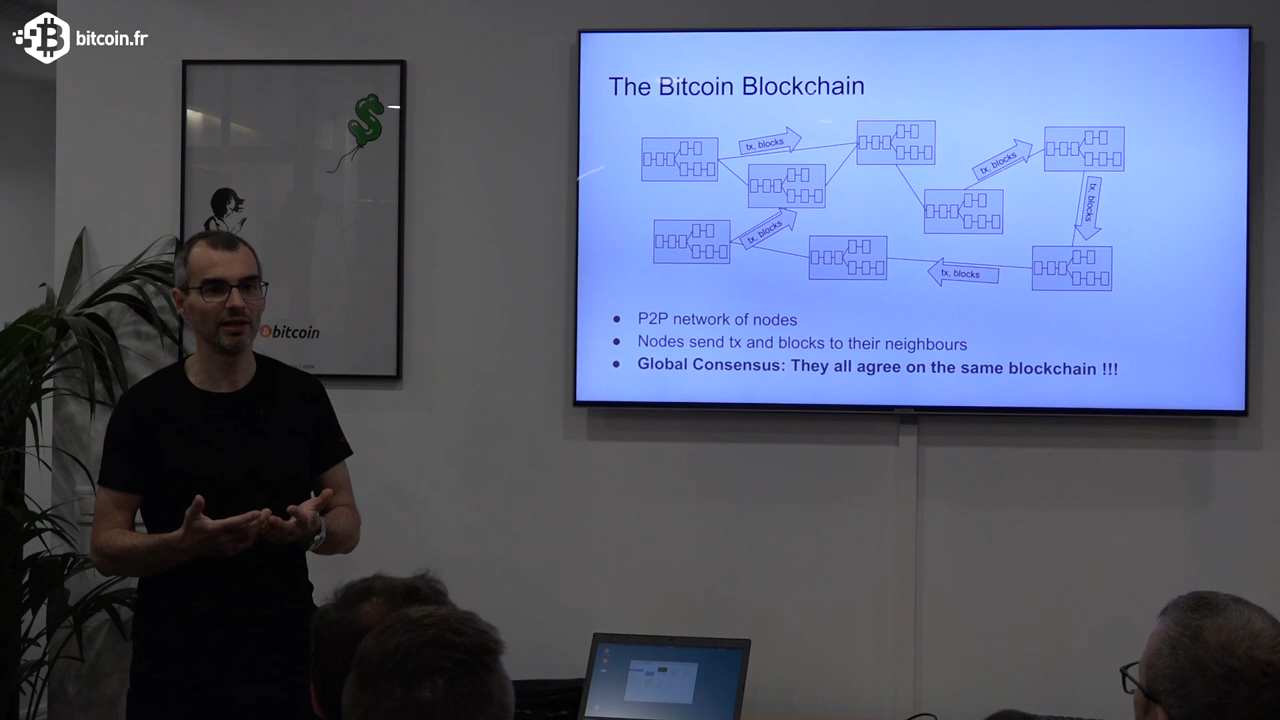 bitcoin.fr
The Bitcoin Blockchain
tx, blocks
tx, blocks
tx, blocks
tx, blocks
tx, blocks
P2P network of nodes
Nodes send tx and blocks to their neighbours
Global Consensus: They all agree on the same blockchain !!!
bitcoin